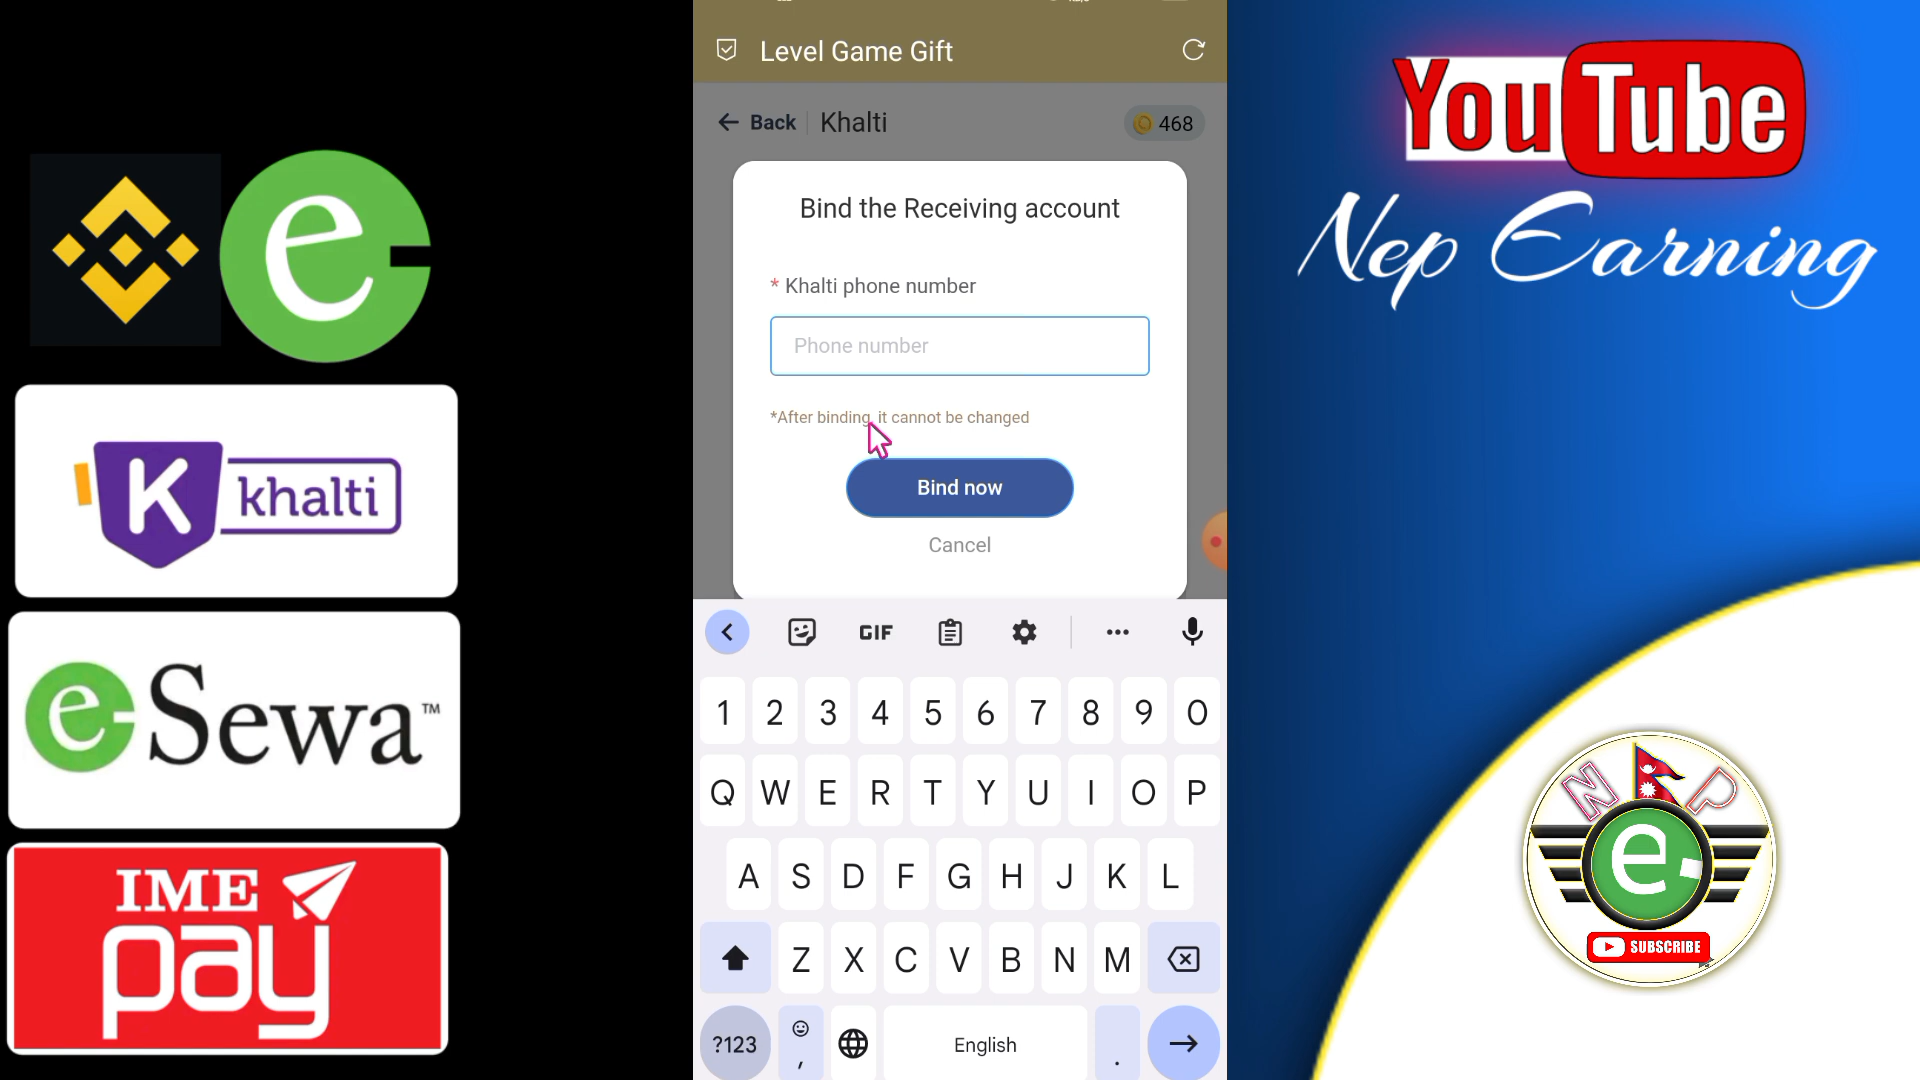 e
K khalti
e Sewa™
IME
pay
Level Game Gift
Back Khalti
468
Bind the Receiving account
* Khalti phone number
Phone number
*After binding, it cannot be changed
Bind now
Cancel
GIF
1 2 3 4 5 6 7 8 9 0
Q W E R T Y U I O P
A S D F G H J K L
Z X C V B N M
?123 , English .
YouTube
Nep Earning
N P
e
SUBSCRIBE